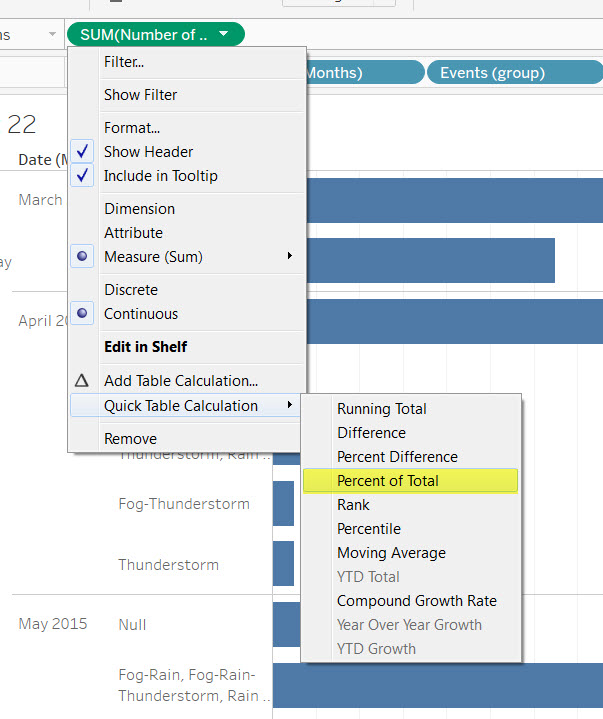 ns
SUM(Number of ..
Months)
Events (group)
22
Date (M
March
ay
April 20
Filter...
Show Filter
Format...
Show Header
Include in Tooltip
Dimension
Attribute
Measure (Sum)
Discrete
Continuous
Edit in Shelf
Add Table Calculation...
Quick Table Calculation
Remove
Running Total
Difference
Percent Difference
Percent of Total
Rank
Percentile
Moving Average
YTD Total
Compound Growth Rate
Year Over Year Growth
YTD Growth
Thunderstorm, Rain ..
Fog-Thunderstorm
Thunderstorm
May 2015
Null
Fog-Rain, Fog-Rain-
Thunderstorm, Rain ..